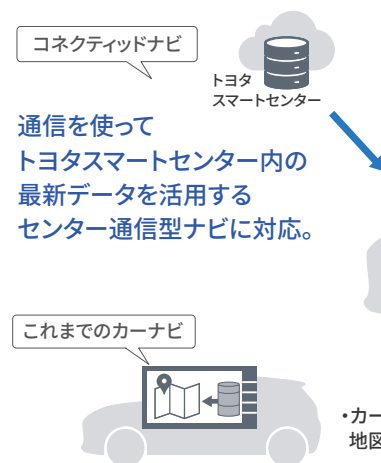 コネクティッドナビ
トヨタ
スマートセンター
通信を使って
トヨタスマートセンター内の
最新データを活用する
センター通信型ナビに対応。
これまでのカーナビ
・カー
地図